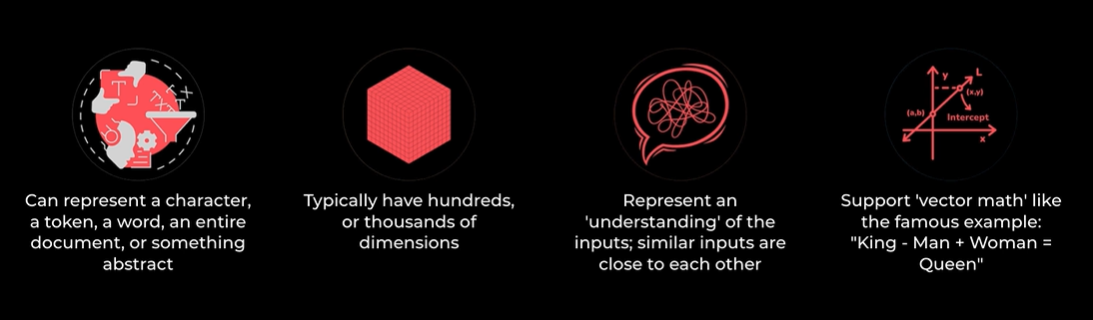 T
TXT
X
y
L
(x,y)
(a,b)
Intercept
x
Can represent a character,
a token, a word, an entire
document, or something
abstract
Typically have hundreds,
or thousands of
dimensions
Represent an
'understanding' of the
inputs; similar inputs are
close to each other
Support 'vector math' like
the famous example:
"King - Man + Woman =
Queen"